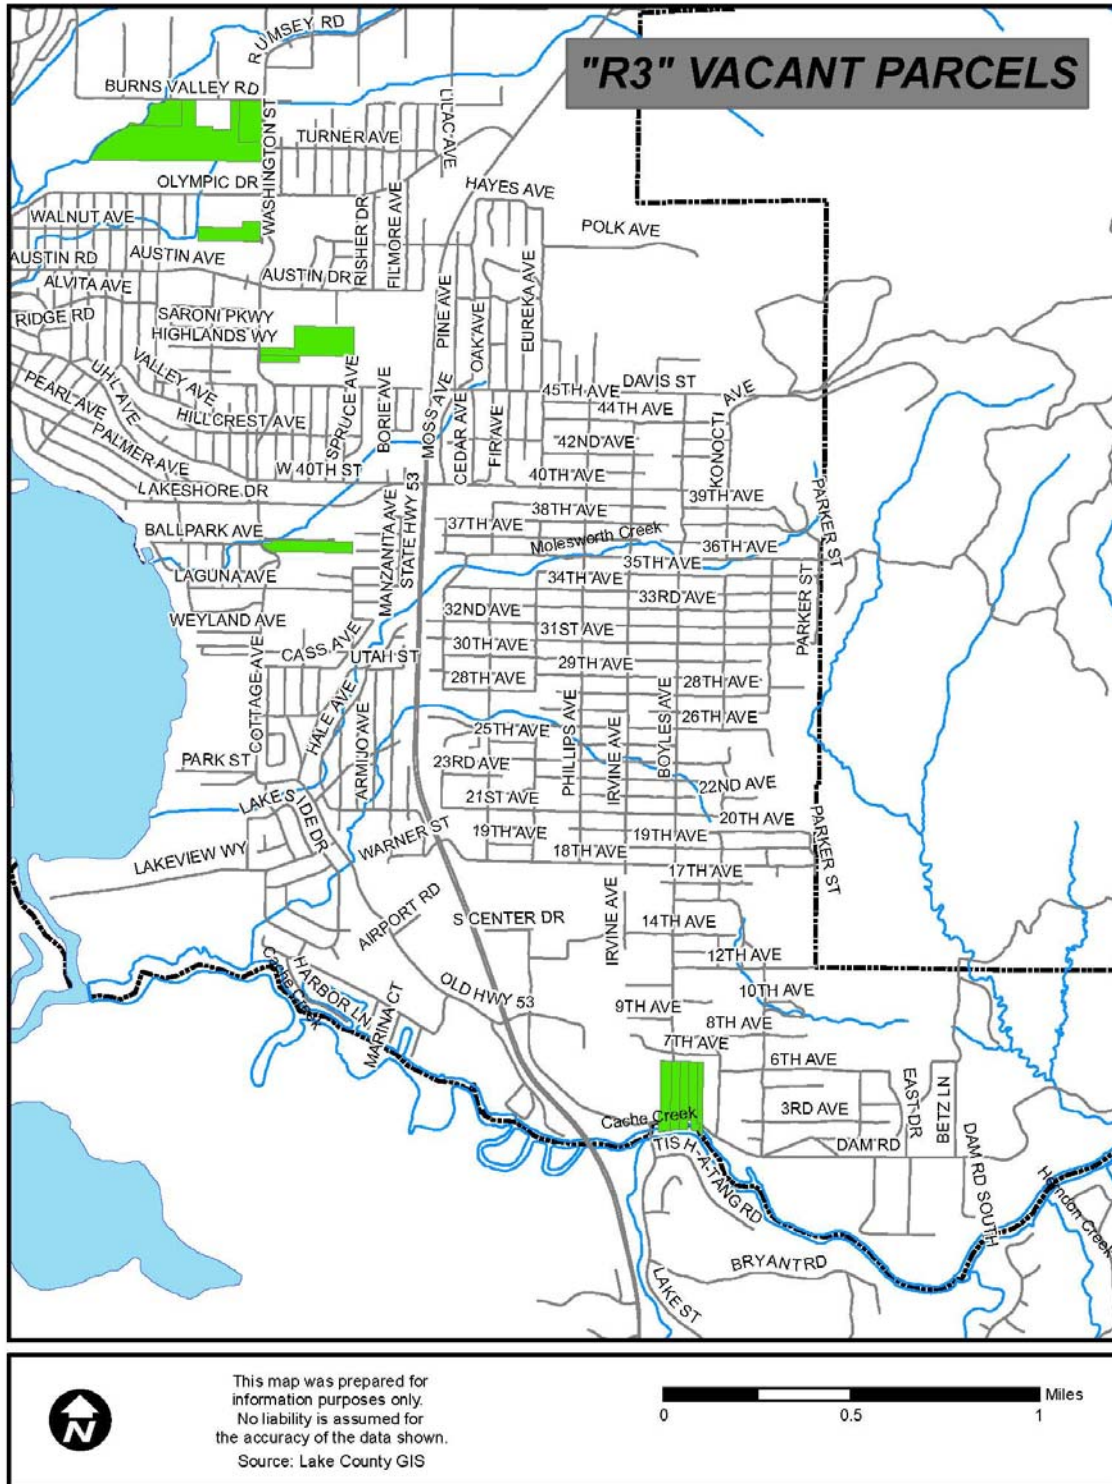 "R3" VACANT PARCELS
RUMSEY RD
BURNS VALLEY RD
WASHINGTON ST
TURNER AVE
LILAC AVE
OLYMPIC DR
HAYES AVE
WALNUT AVE
RISHER DR
FILMORE AVE
POLK AVE
AUSTIN RD
AUSTIN AVE
AUSTIN DR
ALVITA AVE
EUREKA AVE
PINE AVE
OAK AVE
RIDGE RD
SARONI PKWY
HIGHLANDS WY
VALLEY AVE
UHL AVE
PEARL AVE
HILLCREST AVE
SPRUCE AVE
BORIE AVE
MOSS AVE
CEDAR AVE
FIR AVE
45TH AVE
DAVIS ST
44TH AVE
KONOCTI AVE
42ND AVE
PALMER AVE
W 40TH ST
40TH AVE
LAKESHORE DR
39TH AVE
STATE HWY 53
MANZANITA AVE
38TH AVE
37TH AVE
BALLPARK AVE
Molesworth Creek
36TH AVE
PARKER ST
35TH AVE
LAGUNA AVE
34TH AVE
33RD AVE
PARKER ST
32ND AVE
WEYLAND AVE
31ST AVE
CASS AVE
30TH AVE
UTAH ST
29TH AVE
28TH AVE
28TH AVE
COTTAGE AVE
HALE AVE
ARMIJO AVE
PHILLIPS AVE
IRVINE AVE
BOYLES AVE
26TH AVE
25TH AVE
PARK ST
23RD AVE
22ND AVE
21ST AVE
LAKESIDE DR
20TH AVE
PARKER ST
19TH AVE
19TH AVE
WARNER ST
18TH AVE
LAKEVIEW WY
17TH AVE
AIRPORT RD
S CENTER DR
IRVINE AVE
14TH AVE
12TH AVE
Cache Creek
HARBOR LN
MARINA CT
OLD HWY 53
10TH AVE
9TH AVE
8TH AVE
7TH AVE
6TH AVE
EAST DR
BETZ LN
3RD AVE
Cache Creek
DAM RD
DAM RD SOUTH
TISH-A-TANG RD
Herndon Creek
BRYANT RD
LAKE ST
N
This map was prepared for
information purposes only.
No liability is assumed for
the accuracy of the data shown.
Source: Lake County GIS
Miles
0 0.5 1